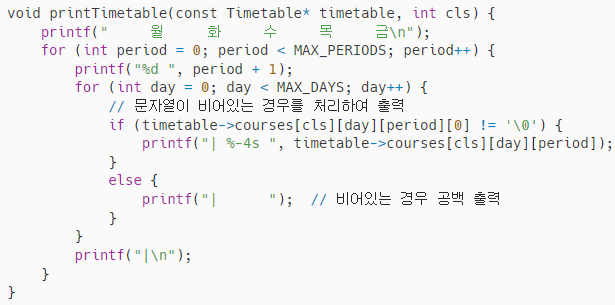 void printTimetable(const Timetable* timetable, int cls) {
    printf("     월     화     수     목     금\n");
    for (int period = 0; period < MAX_PERIODS; period++) {
        printf("%d ", period + 1);
        for (int day = 0; day < MAX_DAYS; day++) {
            // 문자열이 비어있는 경우를 처리하여 출력
            if (timetable->courses[cls][day][period][0] != '\0') {
                printf("| %-4s ", timetable->courses[cls][day][period]);
            }
            else {
                printf("|      ");  // 비어있는 경우 공백 출력
            }
        }
        printf("|\n");
    }
}